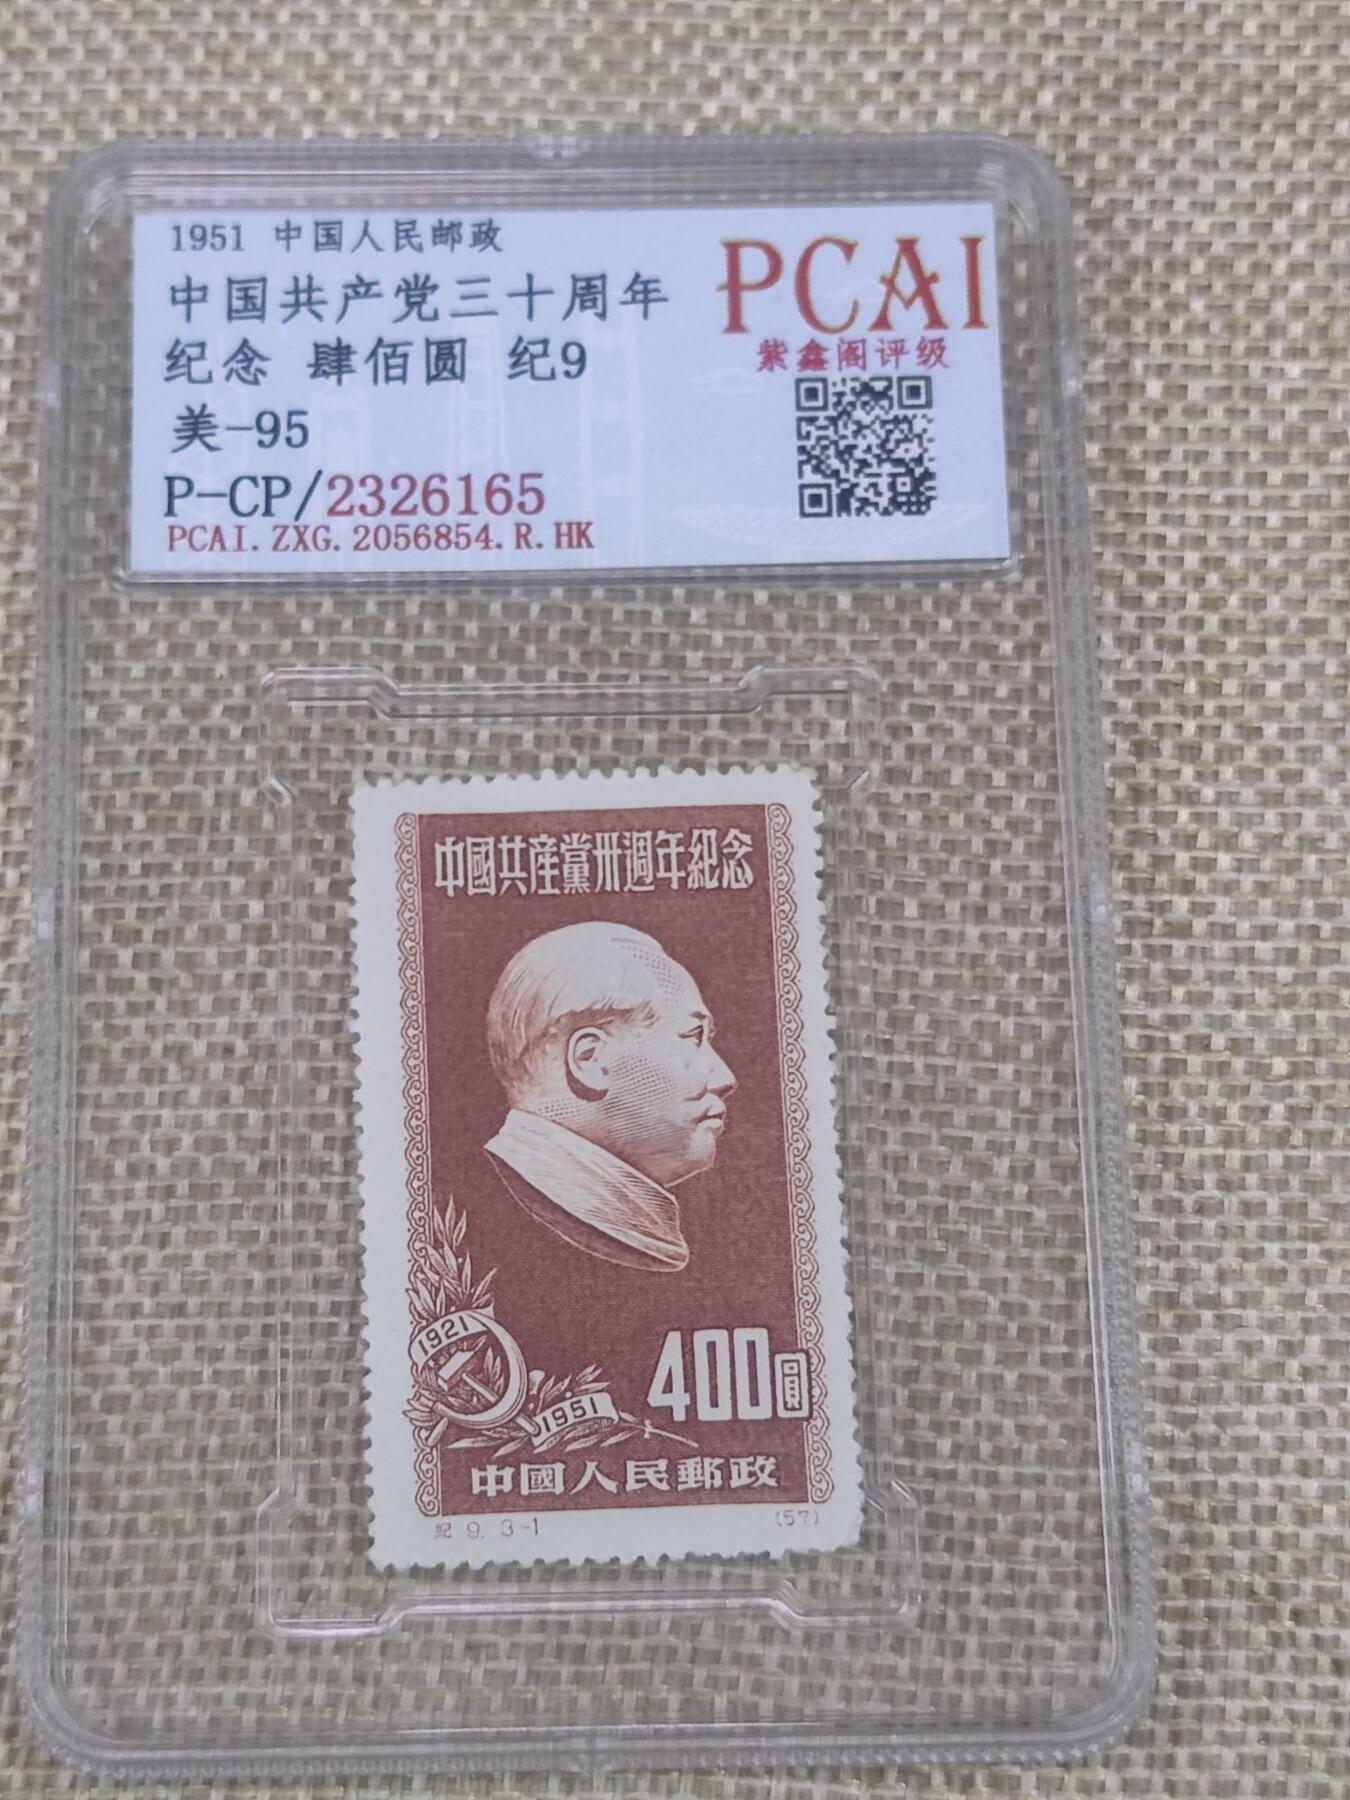 1951 中国人民邮政
中国共产党三十周年
纪念 肆佰圆 纪9
美-95
P-CP/2326165
PCAI.ZXG.2056854.R.HK
PCAI
紫鑫阁评级
中國共産黨卅週年紀念
1921
1951
400圓
中國人民郵政
紀 9. 3-1
(57)